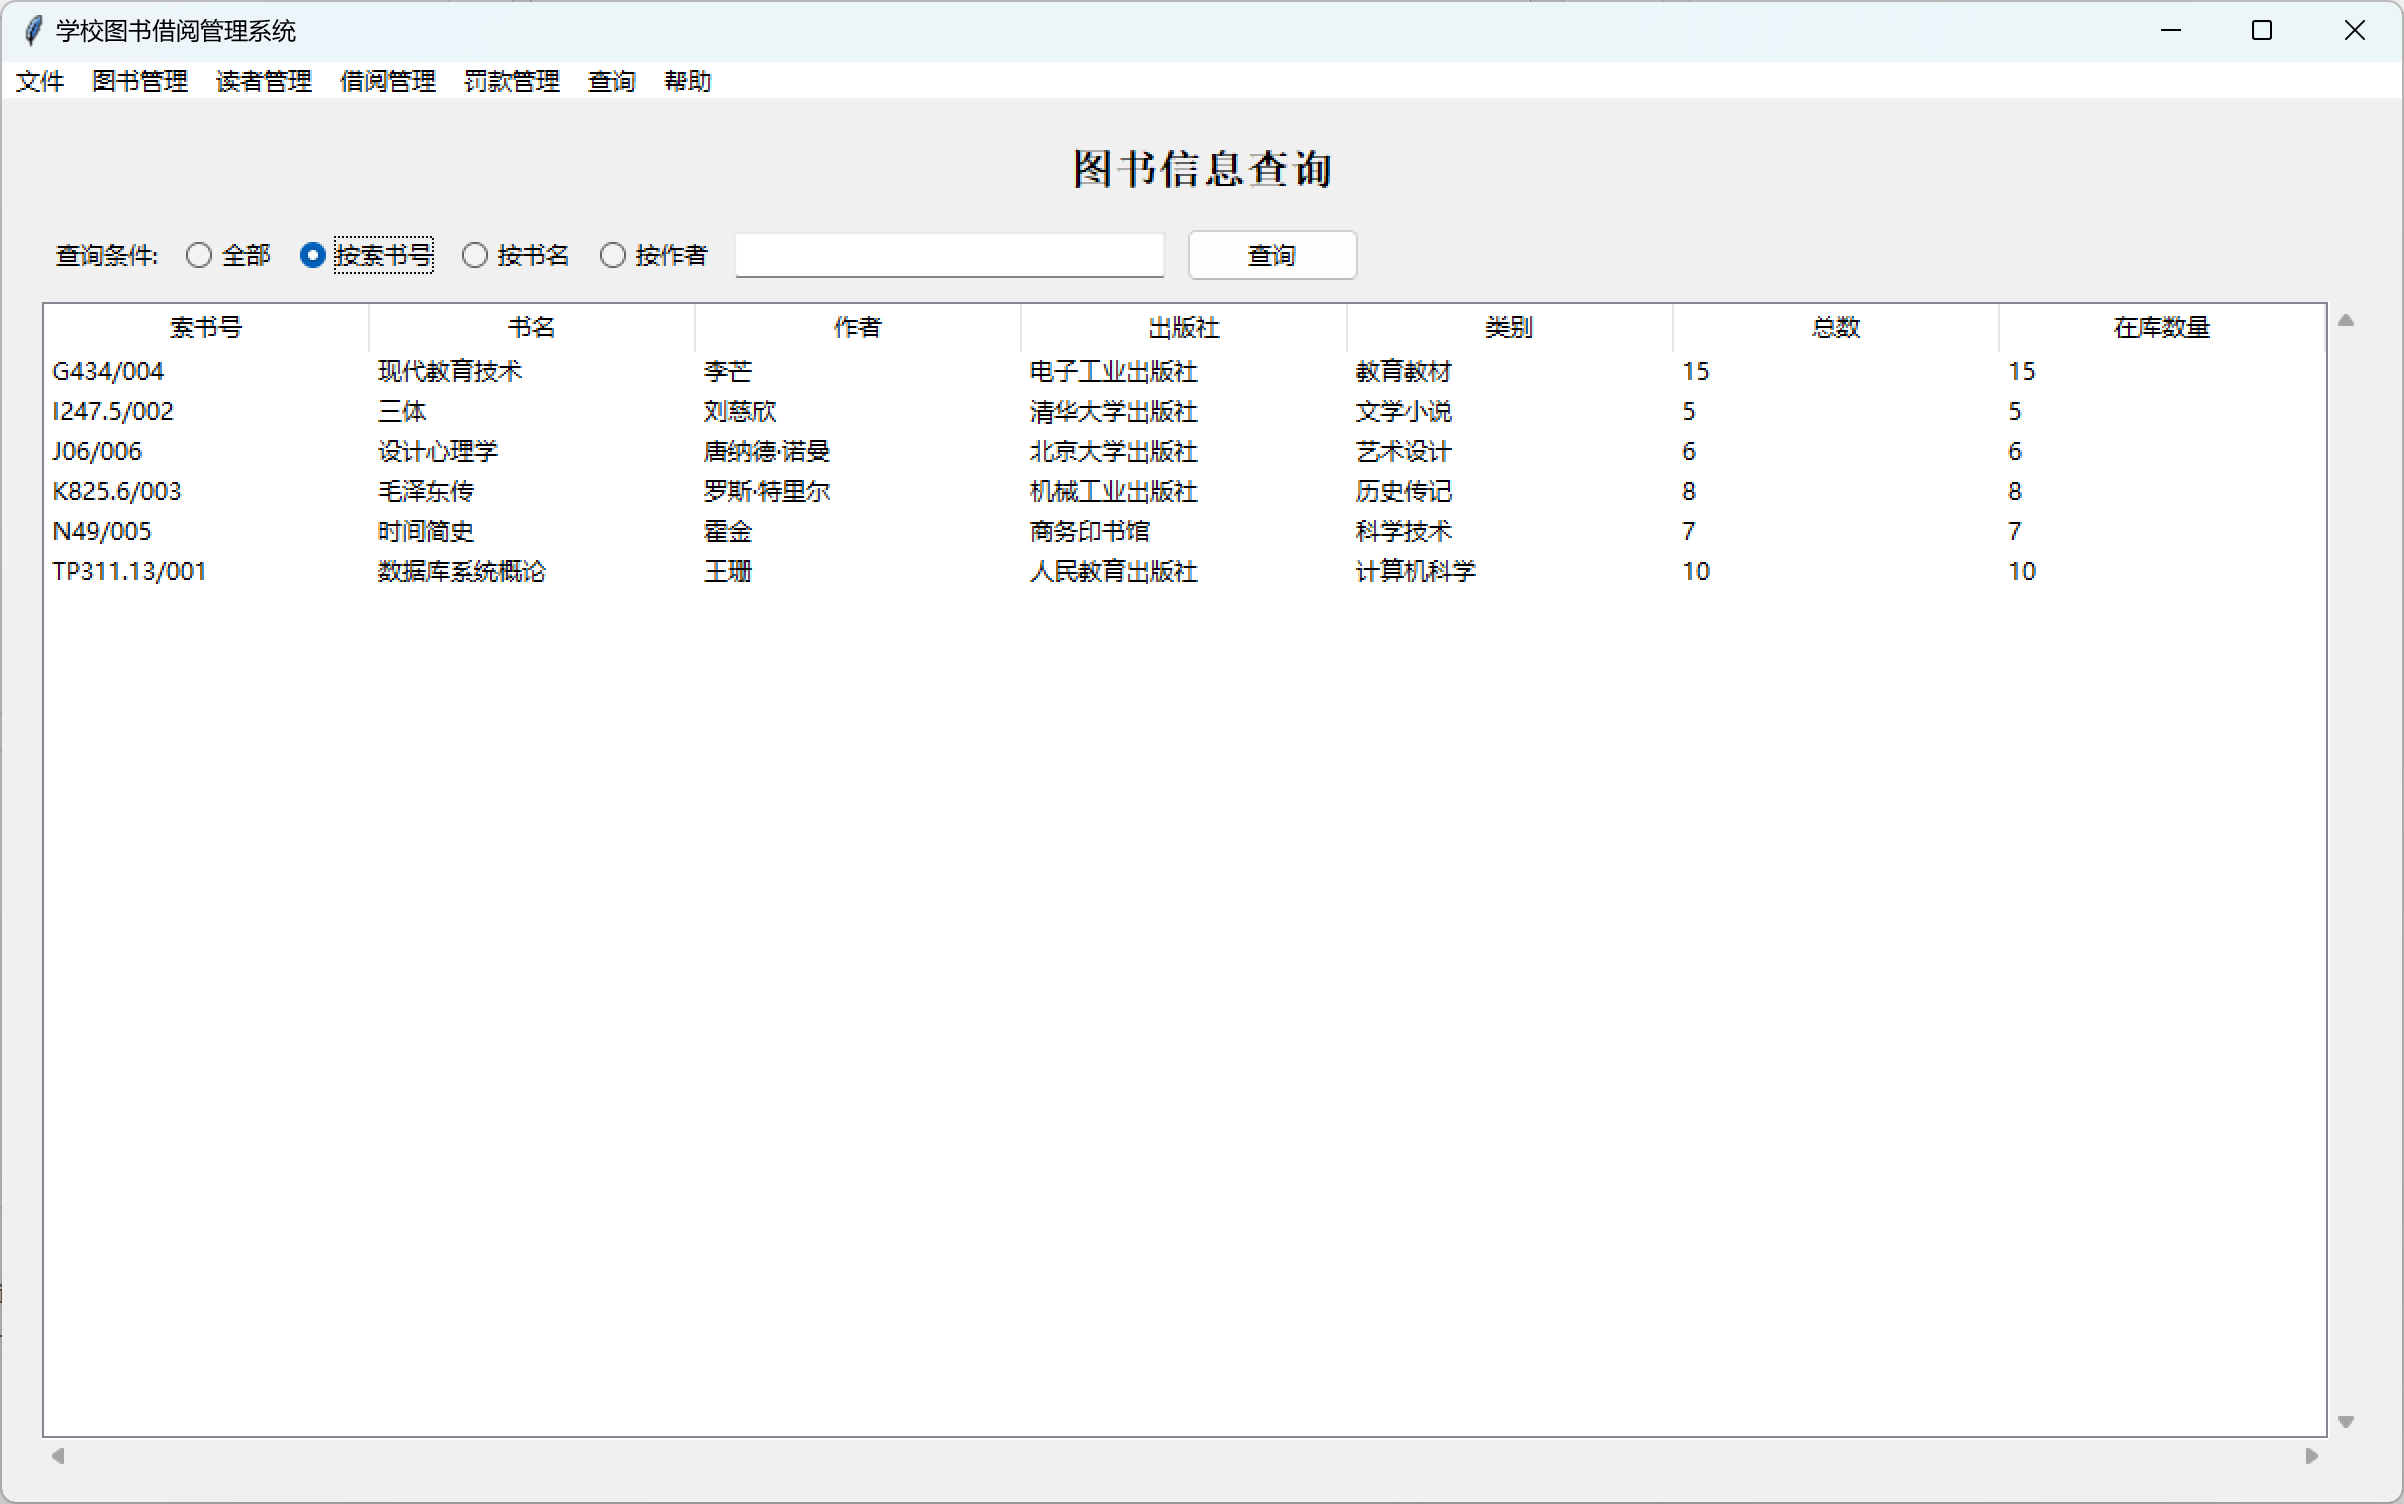 学校图书借阅管理系统
文件 图书管理 读者管理 借阅管理 罚款管理 查询 帮助
图书信息查询
查询条件: 全部 按索书号 按书名 按作者 查询
索书号 书名 作者 出版社 类别 总数 在库数量
G434/004 现代教育技术 李芒 电子工业出版社 教育教材 15 15
I247.5/002 三体 刘慈欣 清华大学出版社 文学小说 5 5
J06/006 设计心理学 唐纳德·诺曼 北京大学出版社 艺术设计 6 6
K825.6/003 毛泽东传 罗斯·特里尔 机械工业出版社 历史传记 8 8
N49/005 时间简史 霍金 商务印书馆 科学技术 7 7
TP311.13/001 数据库系统概论 王珊 人民教育出版社 计算机科学 10 10